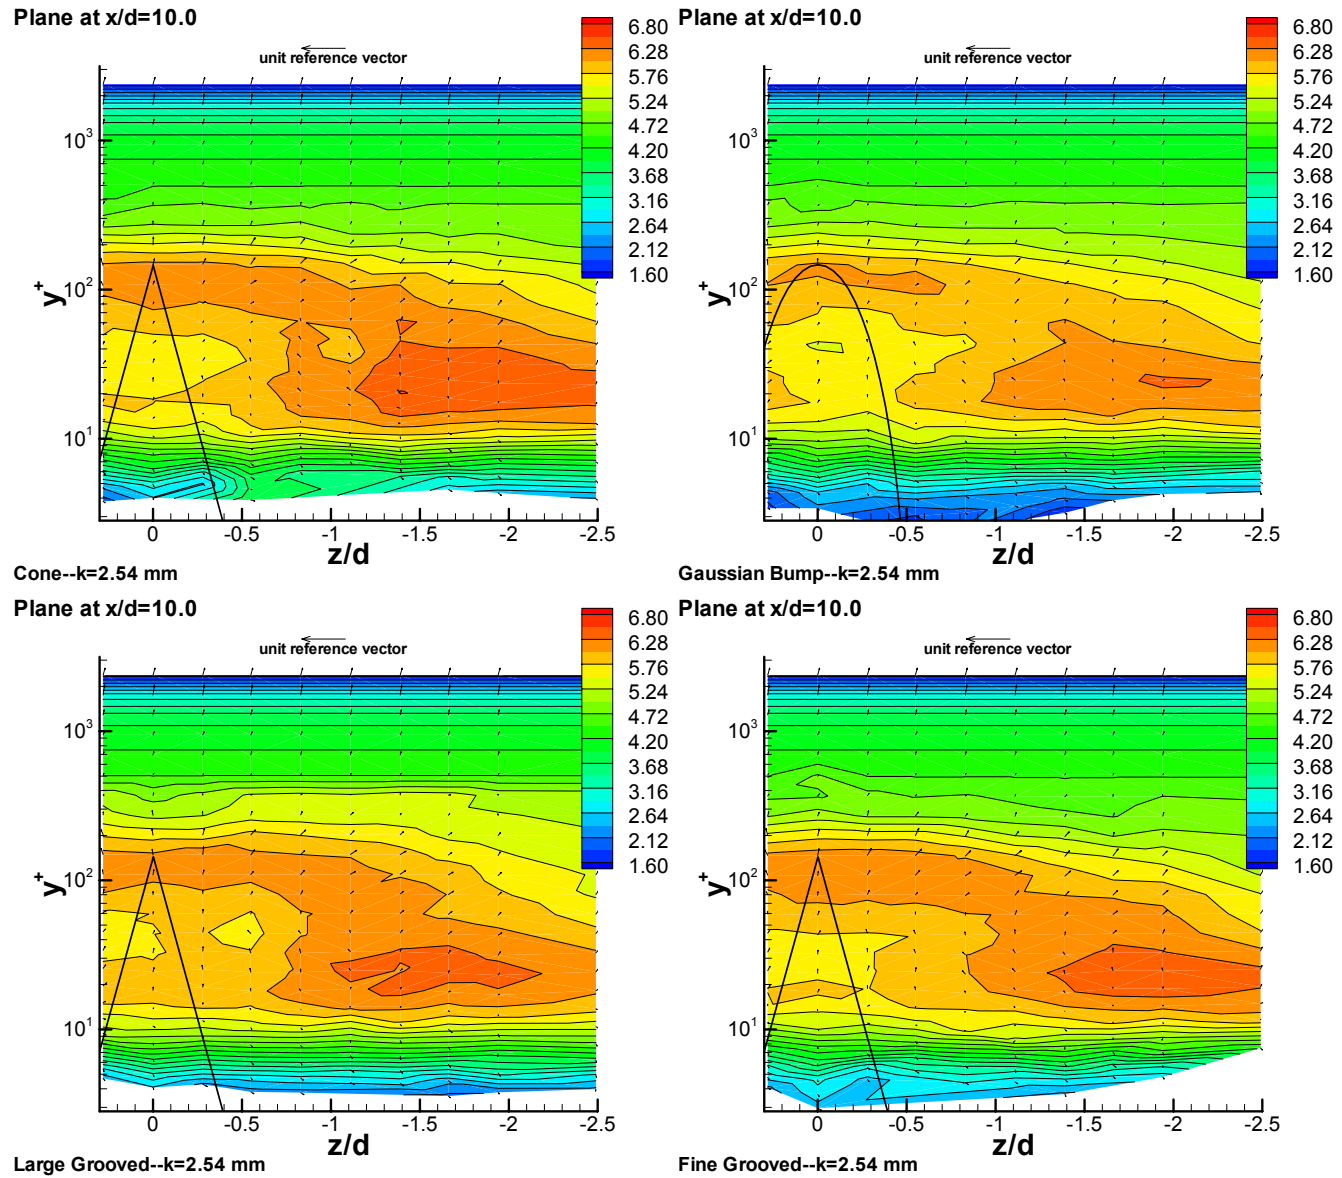 Plane at x/d=10.0
unit reference vector
6.80
6.28
5.76
5.24
4.72
4.20
3.68
3.16
2.64
2.12
1.60
10³
10²
10¹
y⁺
0 -0.5 -1 -1.5 -2 -2.5
z/d
Cone--k=2.54 mm
Plane at x/d=10.0
unit reference vector
6.80
6.28
5.76
5.24
4.72
4.20
3.68
3.16
2.64
2.12
1.60
10³
10²
10¹
y⁺
0 -0.5 -1 -1.5 -2 -2.5
z/d
Gaussian Bump--k=2.54 mm
Plane at x/d=10.0
unit reference vector
6.80
6.28
5.76
5.24
4.72
4.20
3.68
3.16
2.64
2.12
1.60
10³
10²
10¹
y⁺
0 -0.5 -1 -1.5 -2 -2.5
z/d
Large Grooved--k=2.54 mm
Plane at x/d=10.0
unit reference vector
6.80
6.28
5.76
5.24
4.72
4.20
3.68
3.16
2.64
2.12
1.60
10³
10²
10¹
y⁺
0 -0.5 -1 -1.5 -2 -2.5
z/d
Fine Grooved--k=2.54 mm